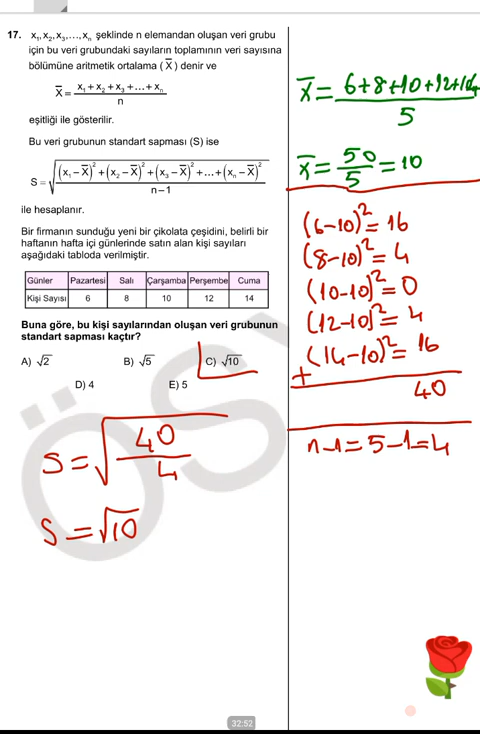 17. x₁, x₂, x₃,...,xₙ şeklinde n elemandan oluşan veri grubu
için bu veri grubundaki sayıların toplamının veri sayısına
bölümüne aritmetik ortalama ( X̅ ) denir ve
X̅ = (x₁ + x₂ + x₃ + ... + xₙ) / n
eşitliği ile gösterilir.
Bu veri grubunun standart sapması (S) ise
S = √(((x₁ – X̅)² + (x₂ – X̅)² + (x₃ – X̅)² + ... + (xₙ – X̅)²) / (n–1))
ile hesaplanır.
Bir firmanın sunduğu yeni bir çikolata çeşidini, belirli bir
haftanın hafta içi günlerinde satın alan kişi sayıları
aşağıdaki tabloda verilmiştir.
Günler Pazartesi Salı Çarşamba Perşembe Cuma
Kişi Sayısı 6 8 10 12 14
Buna göre, bu kişi sayılarından oluşan veri grubunun
standart sapması kaçtır?
A) √2 B) √5 C) √10
D) 4 E) 5
S = √(40 / 4)
S = √10
X̅ = (6+8+10+12+14) / 5
X̅ = 50/5 = 10
(6-10)² = 16
(8-10)² = 4
(10-10)² = 0
(12-10)² = 4
(14-10)² = 16
+
40
n-1 = 5-1 = 4
ÖS
32:52